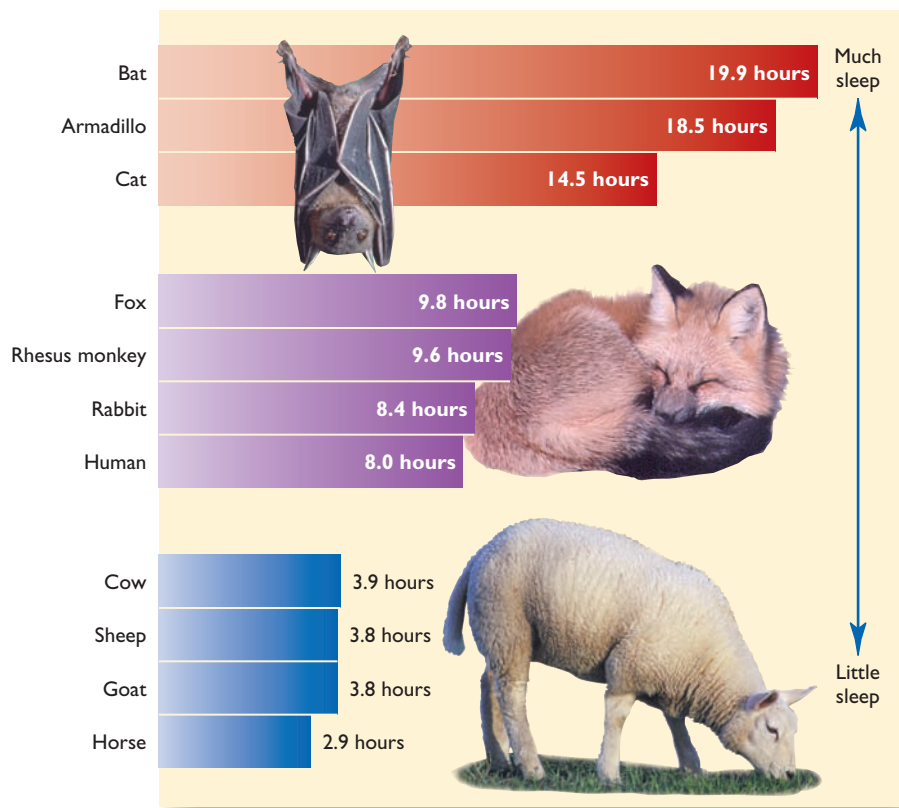 Bat
19.9 hours
Much
sleep
Armadillo
18.5 hours
Cat
14.5 hours
Fox
9.8 hours
Rhesus monkey
9.6 hours
Rabbit
8.4 hours
Human
8.0 hours
Cow
3.9 hours
Sheep
3.8 hours
Goat
3.8 hours
Little
sleep
Horse
2.9 hours